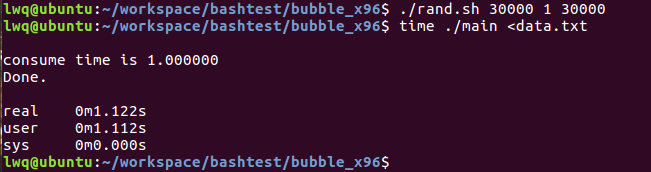 lwq@ubuntu:~/workspace/bashtest/bubble_x96$ ./rand.sh 30000 1 30000
lwq@ubuntu:~/workspace/bashtest/bubble_x96$ time ./main <data.txt
consume time is 1.000000
Done.
real 0m1.122s
user 0m1.112s
sys 0m0.000s
lwq@ubuntu:~/workspace/bashtest/bubble_x96$